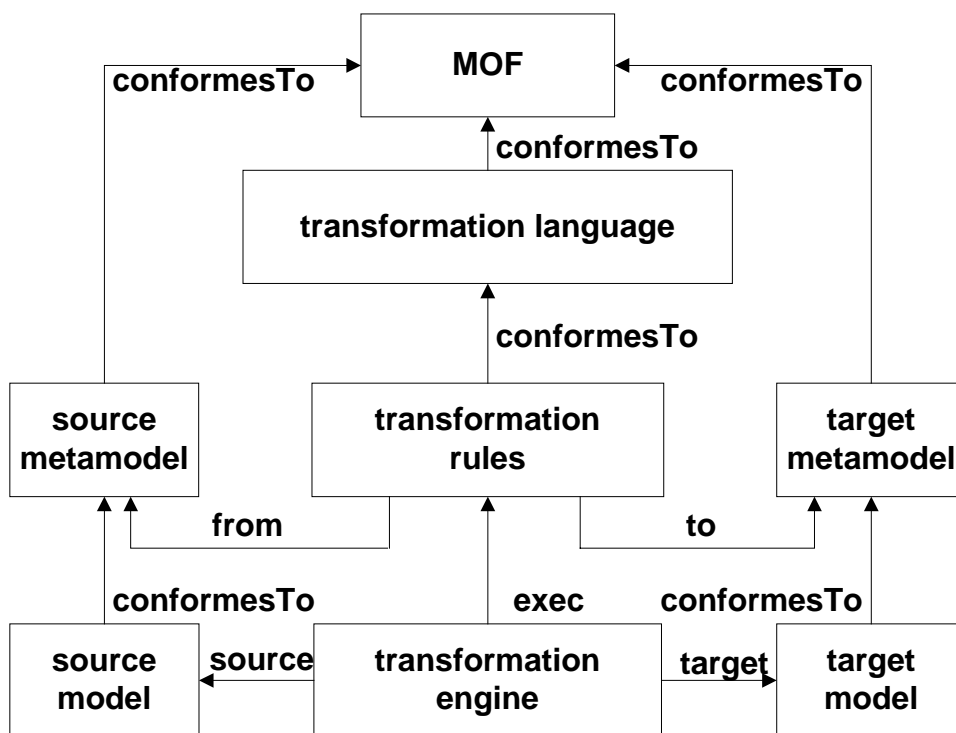 MOF
conformesTo
conformesTo
conformesTo
transformation language
conformesTo
source
metamodel
transformation
rules
target
metamodel
from
to
conformesTo
exec
conformesTo
source
model
source
transformation
engine
target
target
model